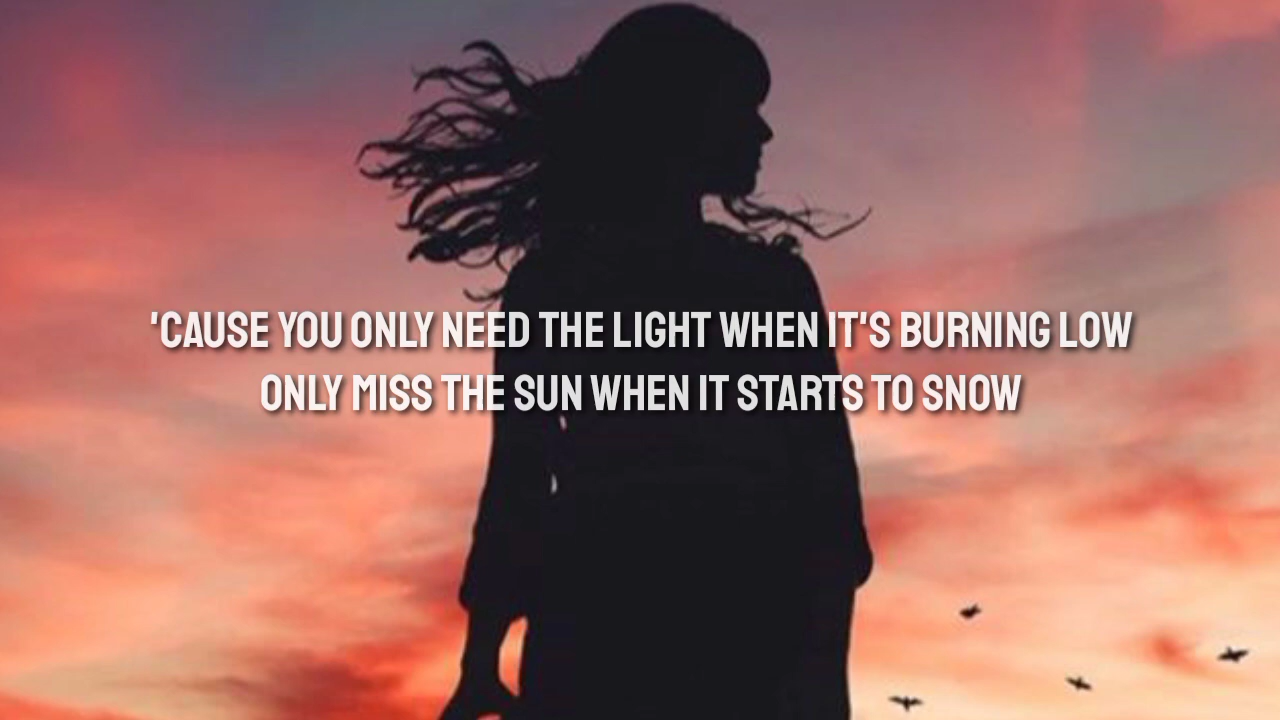 'CAUSE YOU ONLY NEED THE LIGHT WHEN IT'S BURNING LOW
ONLY MISS THE SUN WHEN IT STARTS TO SNOW